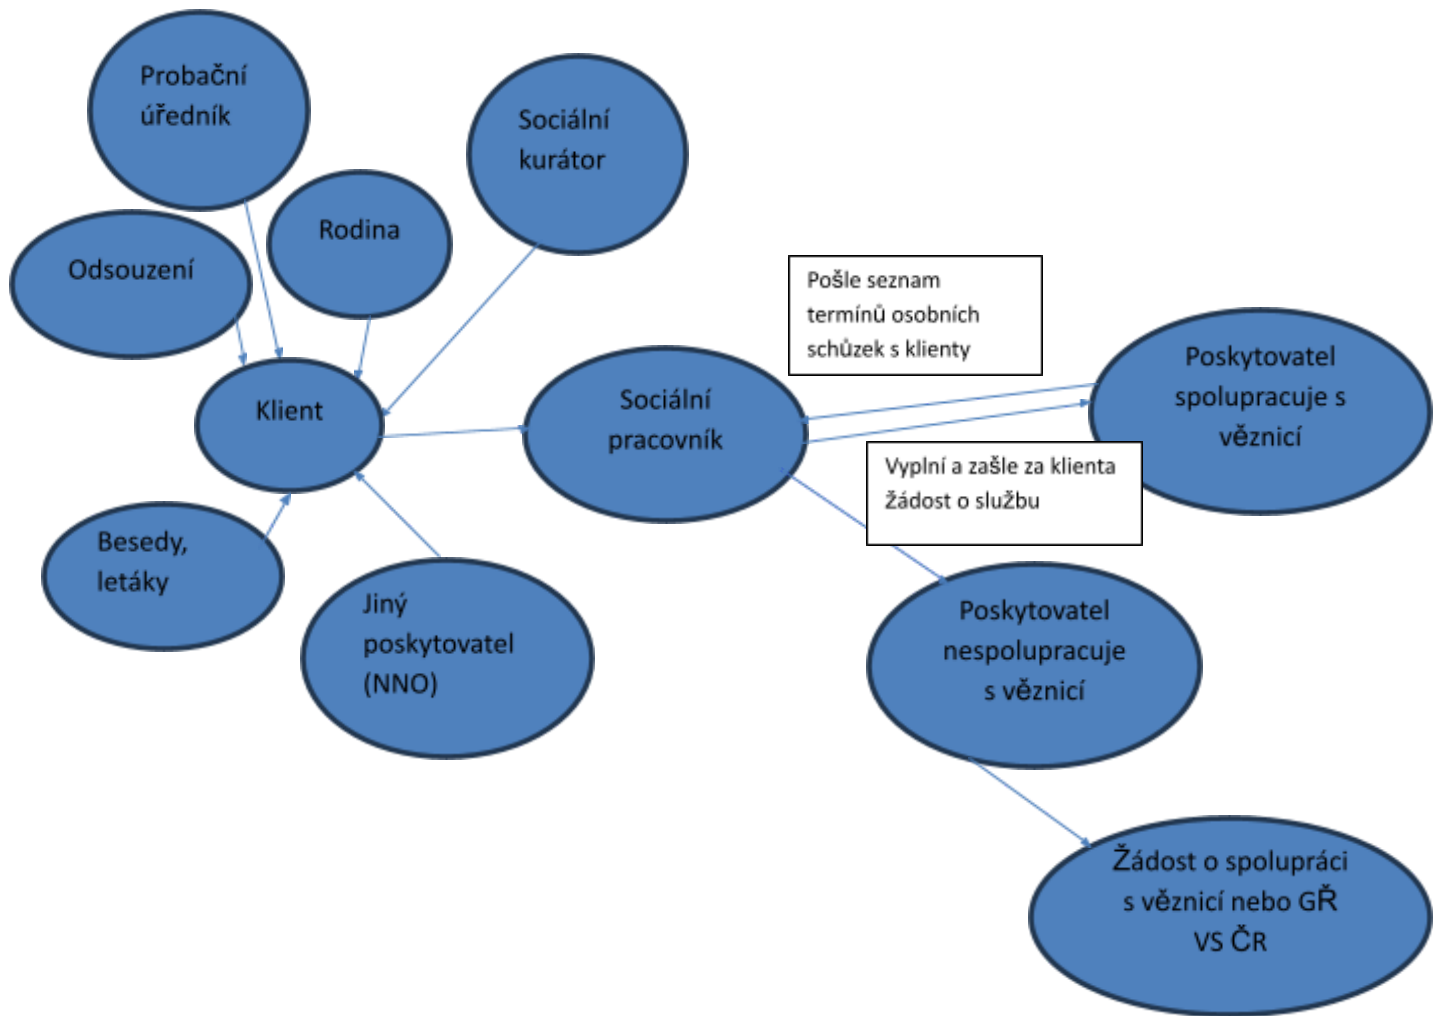 Probační
úředník
Sociální
kurátor
Rodina
Odsouzení
Klient
Besedy,
letáky
Jiný
poskytovatel
(NNO)
Sociální
pracovník
Pošle seznam
termínů osobních
schůzek s klienty
Poskytovatel
spolupracuje s
věznicí
Vyplní a zašle za klienta
Žádost o službu
Poskytovatel
nespolupracuje
s věznicí
Žádost o spolupráci
s věznicí nebo GŘ
VS ČR